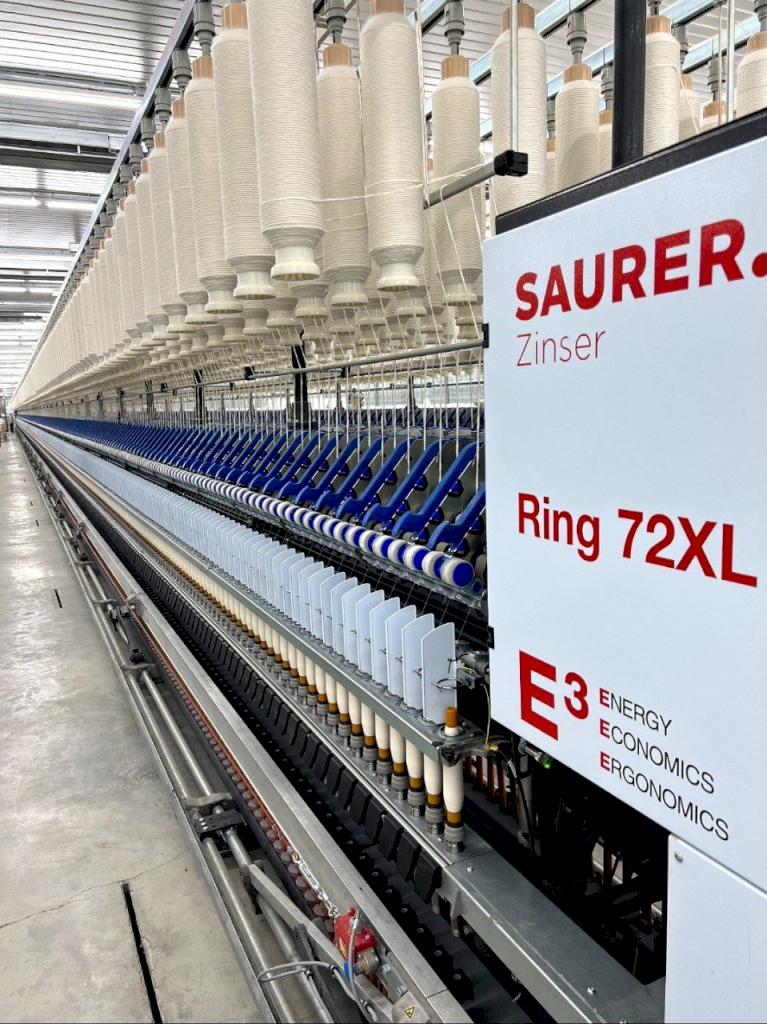 SAURER.
Zinser
Ring 72XL
E³ ENERGY
ECONOMICS
ERGONOMICS